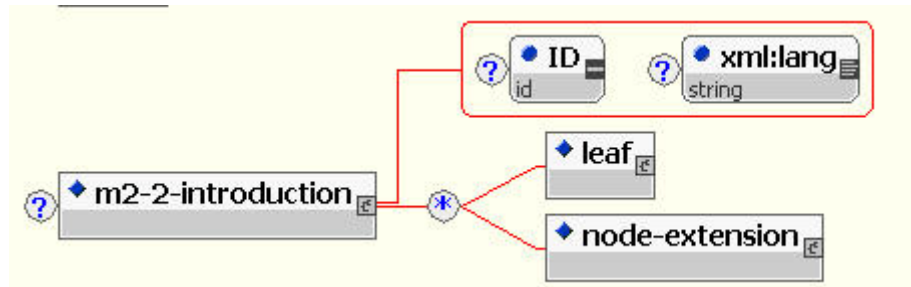 ? ID ? xml:lang
id string
leaf
? m2-2-introduction *
node-extension